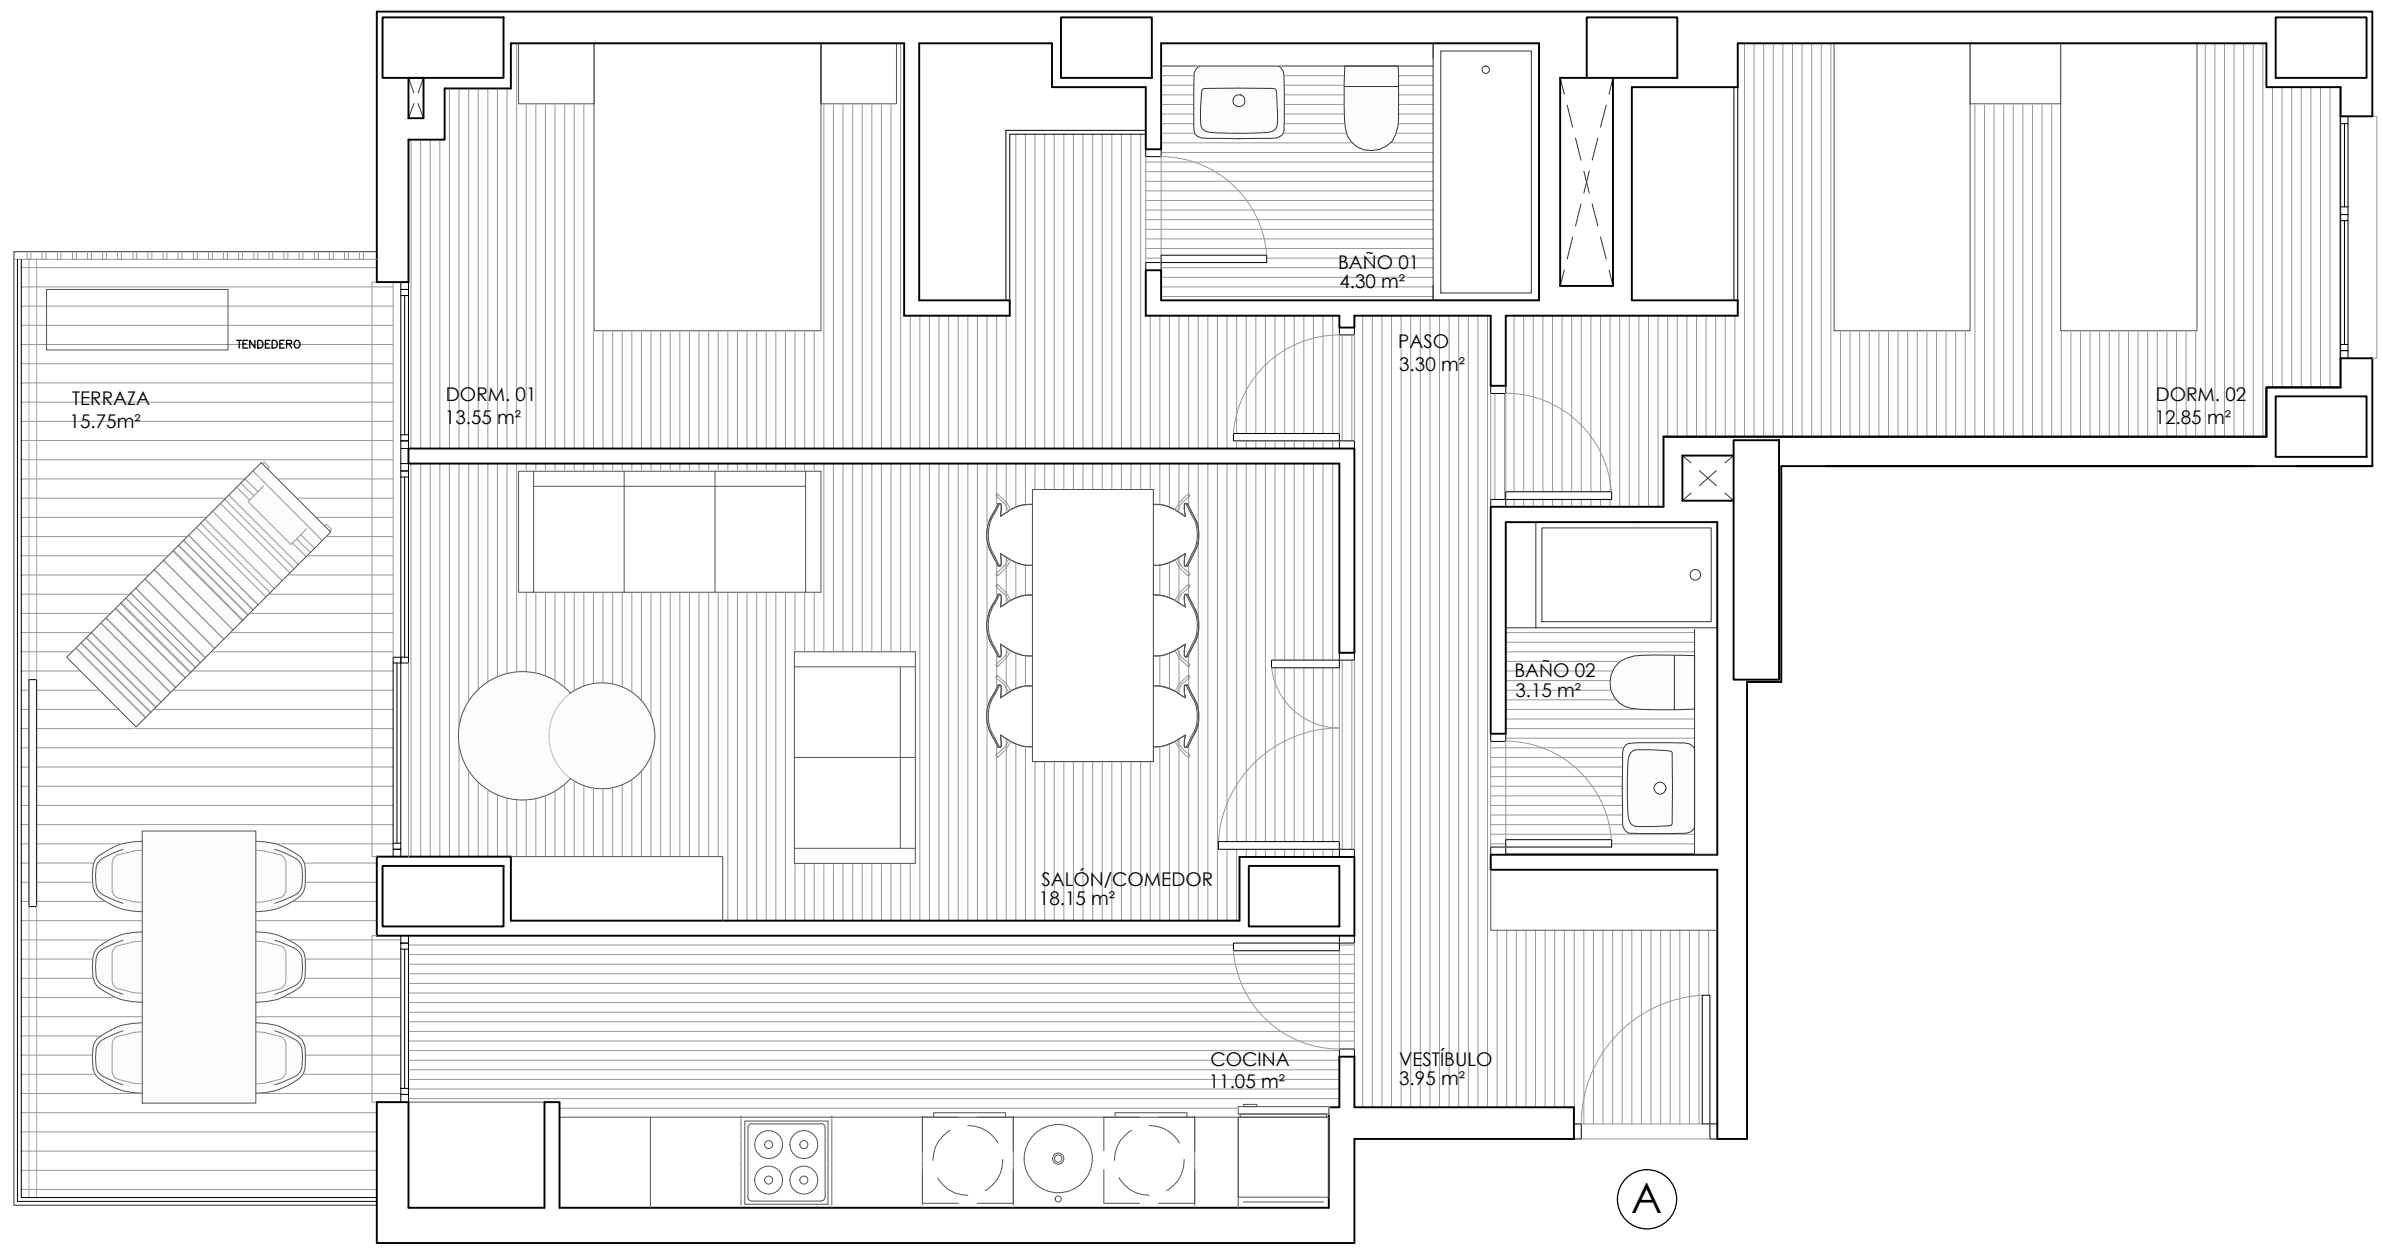 BAÑO 01
4.30 m²
TENDEDERO
PASO
3.30 m²
TERRAZA
15.75m²
DORM. 01
13.55 m²
DORM. 02
12.85 m²
BAÑO 02
3.15 m²
SALÓN/COMEDOR
18.15 m²
COCINA
11.05 m²
VESTÍBULO
3.95 m²
A